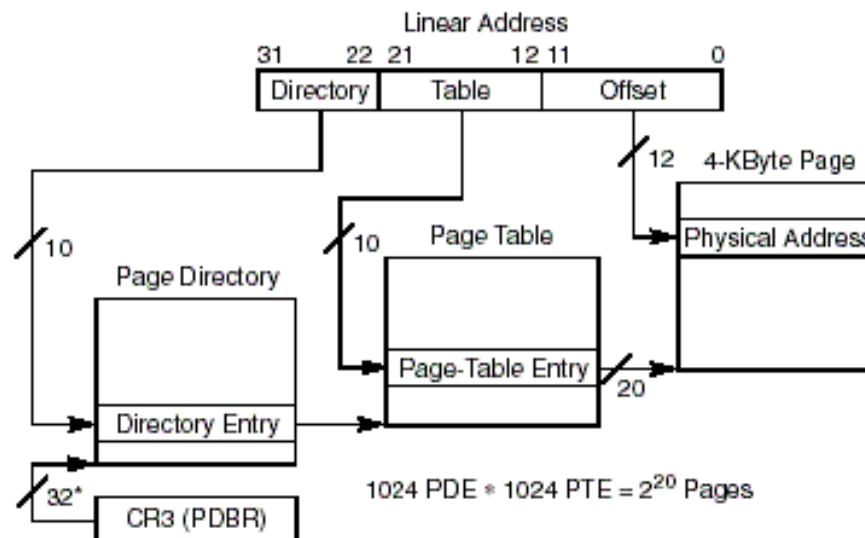 Linear Address
31 22 21 12 11 0
Directory Table Offset
12 4-KByte Page
10 10 Page Table Physical Address
Page Directory
Page-Table Entry
20
Directory Entry
32*
1024 PDE * 1024 PTE = 2^20 Pages
CR3 (PDBR)